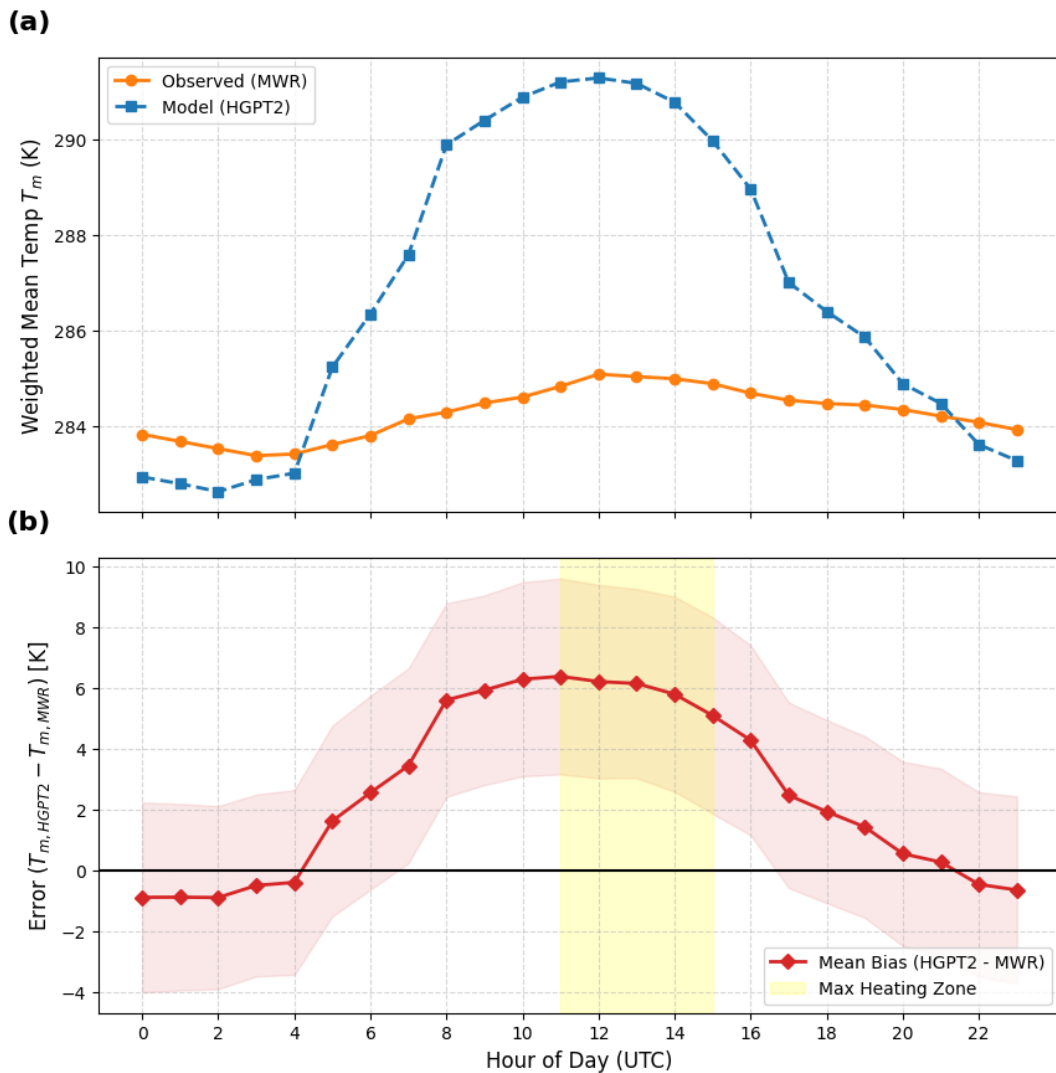 (a)
Observed (MWR)
Model (HGPT2)
Weighted Mean Temp T_m (K)
290
288
286
284
(b)
Error (T_{m,HGPT2} − T_{m,MWR}) [K]
10
8
6
4
2
0
−2
−4
Mean Bias (HGPT2 - MWR)
Max Heating Zone
0 2 4 6 8 10 12 14 16 18 20 22
Hour of Day (UTC)